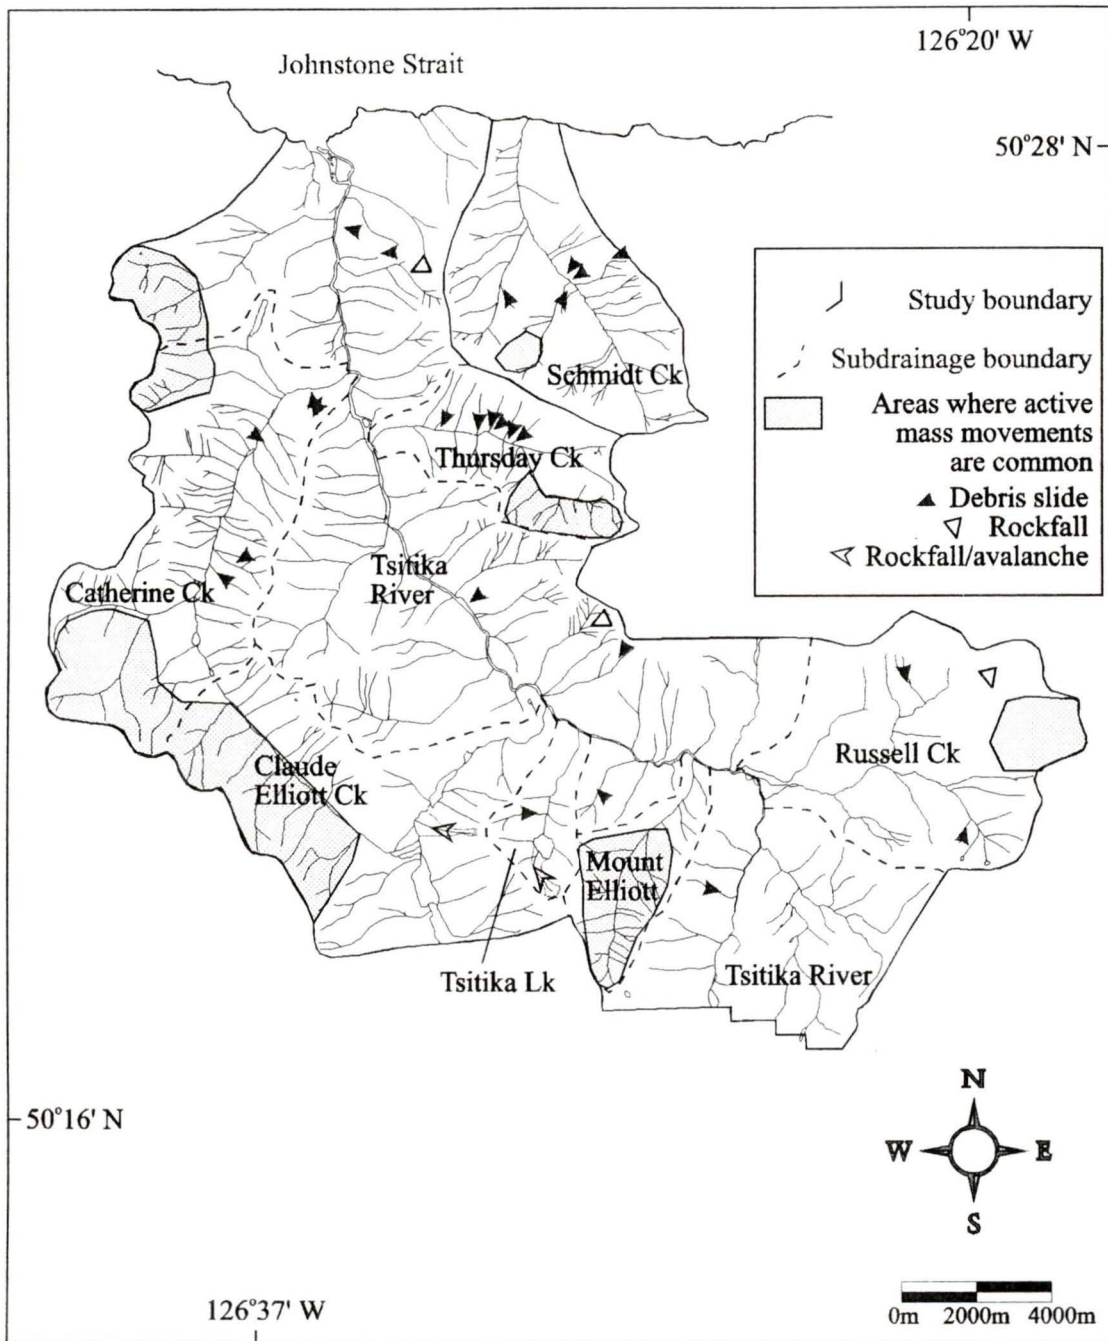 126°20' W
Johnstone Strait
50°28' N
Study boundary
Subdrainage boundary
Areas where active
mass movements
are common
Debris slide
Rockfall
Rockfall/avalanche
Schmidt Ck
Thursday Ck
Tsitika
River
Catherine Ck
Russell Ck
Claude
Elliott Ck
Mount
Elliott
Tsitika Lk
Tsitika River
50°16' N
N
W
E
S
126°37' W
0m 2000m 4000m